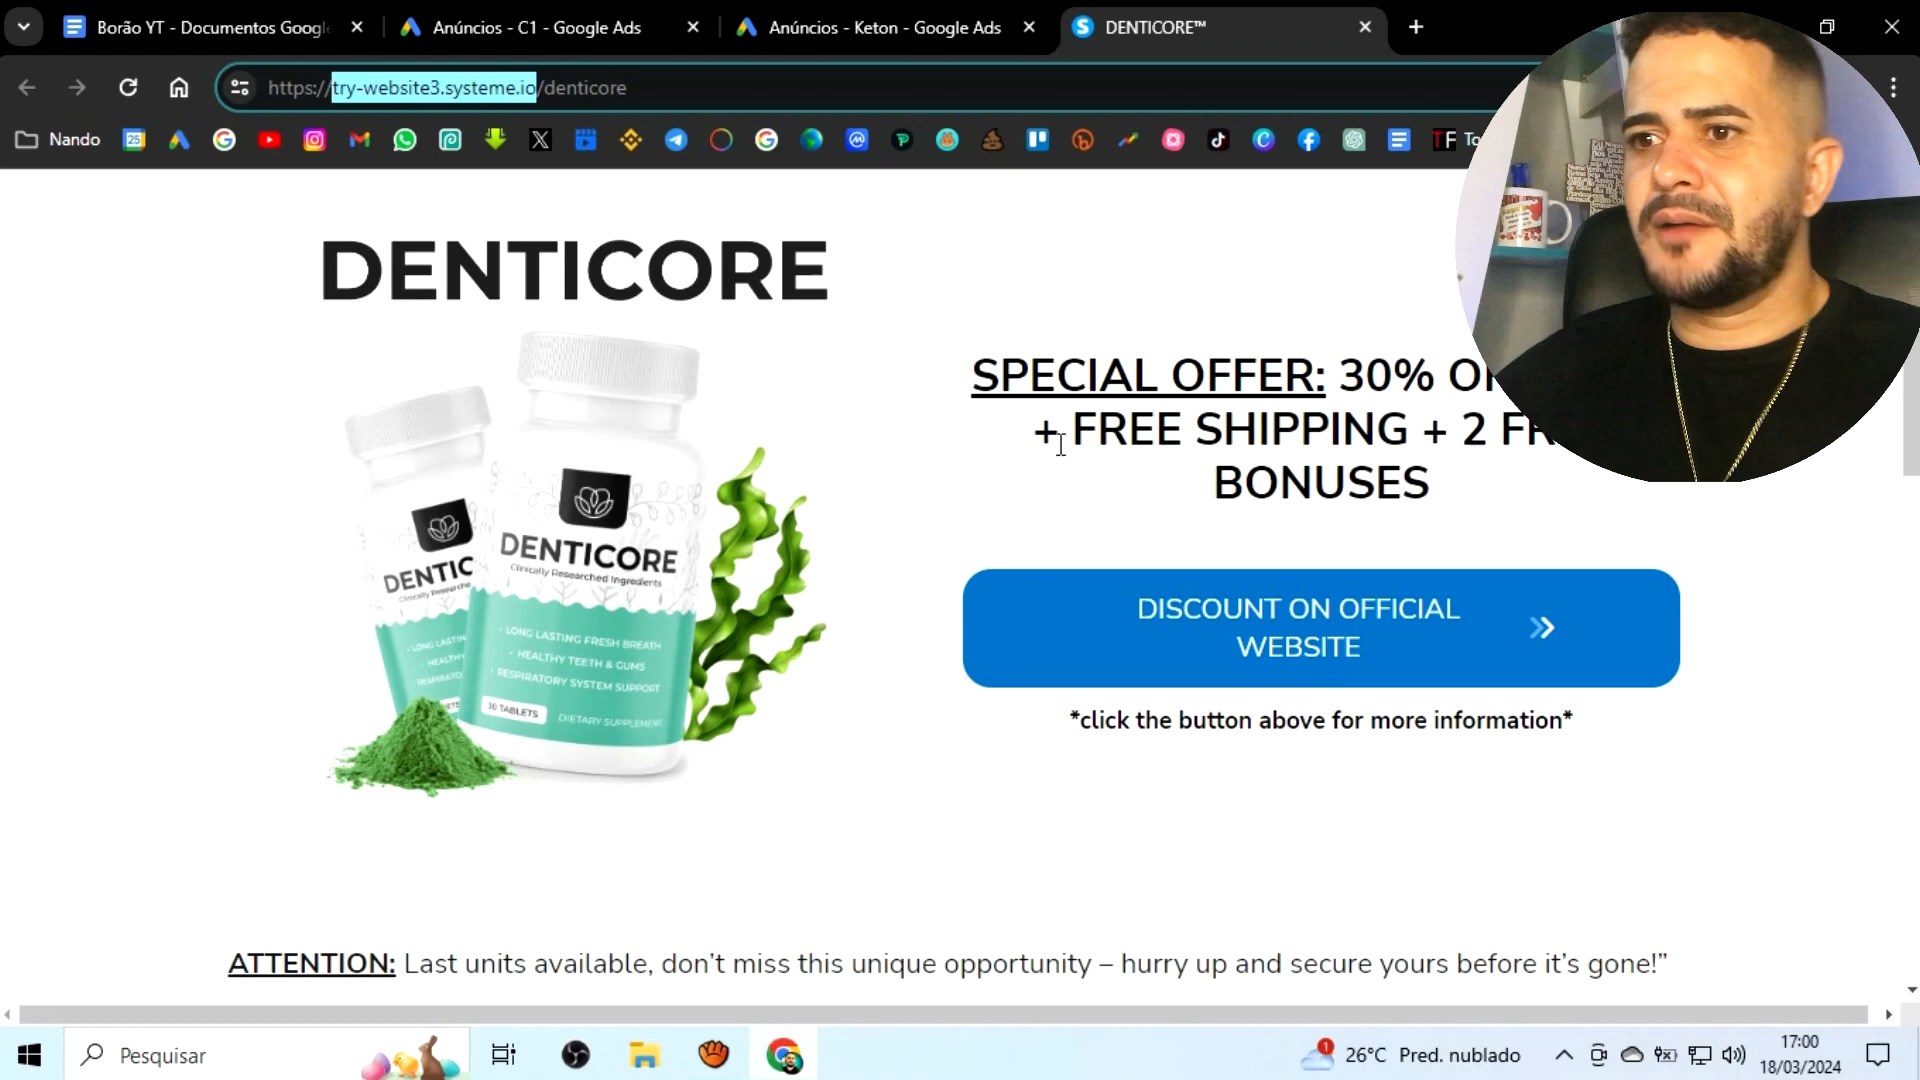 Borão YT - Documentos Googl
Anúncios - C1 - Google Ads
Anúncios - Keton - Google Ads
DENTICORE™
https://try-website3.systeme.io/denticore
Nando
25
TF
DENTICORE
SPECIAL OFFER: 30% O
+ FREE SHIPPING + 2 FR
BONUSES
DISCOUNT ON OFFICIAL
WEBSITE
*click the button above for more information*
DENTIC
DENTICORE
Clinically Researched Ingredients
· LONG LASTING FRESH BREATH
· HEALTHY TEETH & GUMS
· RESPIRATORY SYSTEM SUPPORT
30 TABLETS
DIETARY SUPPLEMENT
ATTENTION: Last units available, don’t miss this unique opportunity – hurry up and secure yours before it’s gone!”
Pesquisar
1
26°C Pred. nublado
17:00
18/03/2024